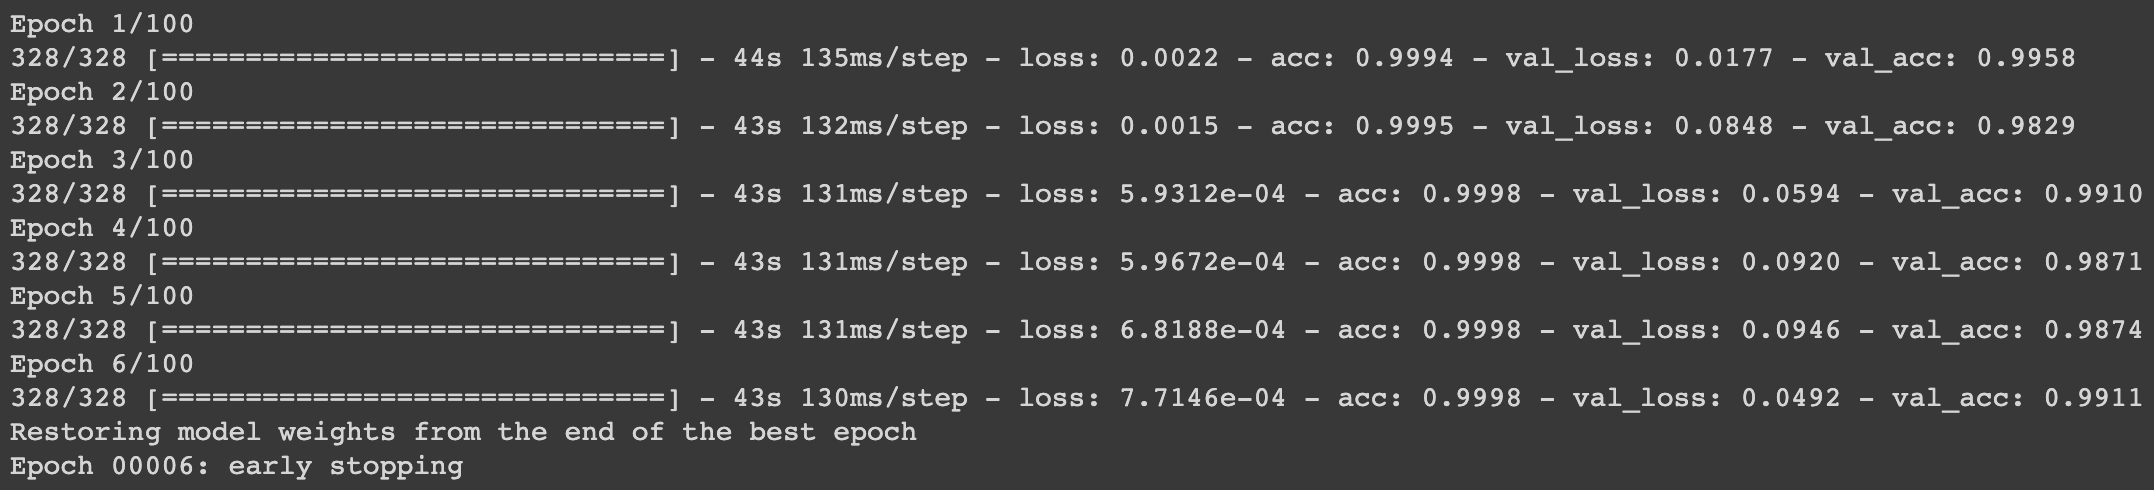 Epoch 1/100
328/328 [==============================] - 44s 135ms/step - loss: 0.0022 - acc: 0.9994 - val_loss: 0.0177 - val_acc: 0.9958
Epoch 2/100
328/328 [==============================] - 43s 132ms/step - loss: 0.0015 - acc: 0.9995 - val_loss: 0.0848 - val_acc: 0.9829
Epoch 3/100
328/328 [==============================] - 43s 131ms/step - loss: 5.9312e-04 - acc: 0.9998 - val_loss: 0.0594 - val_acc: 0.9910
Epoch 4/100
328/328 [==============================] - 43s 131ms/step - loss: 5.9672e-04 - acc: 0.9998 - val_loss: 0.0920 - val_acc: 0.9871
Epoch 5/100
328/328 [==============================] - 43s 131ms/step - loss: 6.8188e-04 - acc: 0.9998 - val_loss: 0.0946 - val_acc: 0.9874
Epoch 6/100
328/328 [==============================] - 43s 130ms/step - loss: 7.7146e-04 - acc: 0.9998 - val_loss: 0.0492 - val_acc: 0.9911
Restoring model weights from the end of the best epoch
Epoch 00006: early stopping